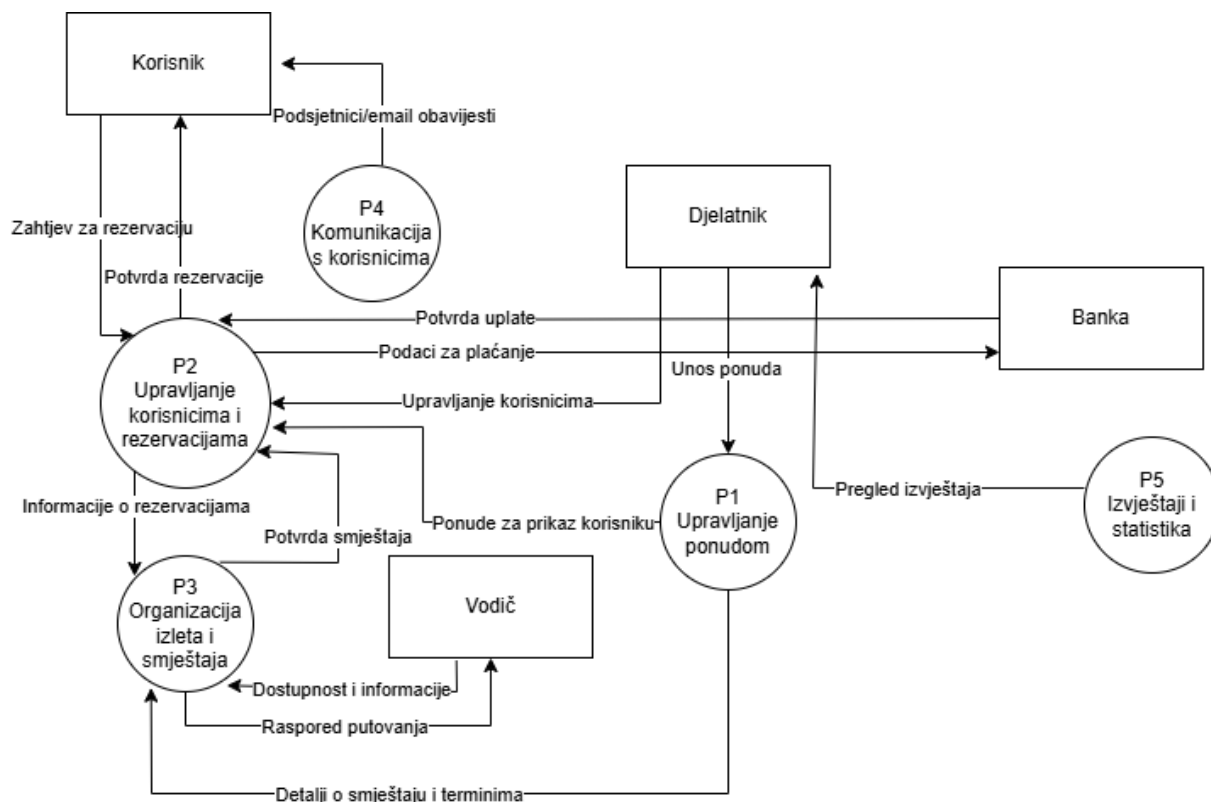 Korisnik
Podsjetnici/email obavijesti
P4
Komunikacija
s korisnicima
Djelatnik
Zahtjev za rezervaciju
Potvrda rezervacije
Banka
Potvrda uplate
Podaci za plaćanje
Unos ponuda
P2
Upravljanje
korisnicima i
rezervacijama
Upravljanje korisnicima
P1
Upravljanje
ponudom
Pregled izvještaja
P5
Izvještaji i
statistika
Informacije o rezervacijama
Ponude za prikaz korisniku
Potvrda smještaja
P3
Organizacija
izleta i
smještaja
Vodič
Dostupnost i informacije
Raspored putovanja
Detalji o smještaju i terminima